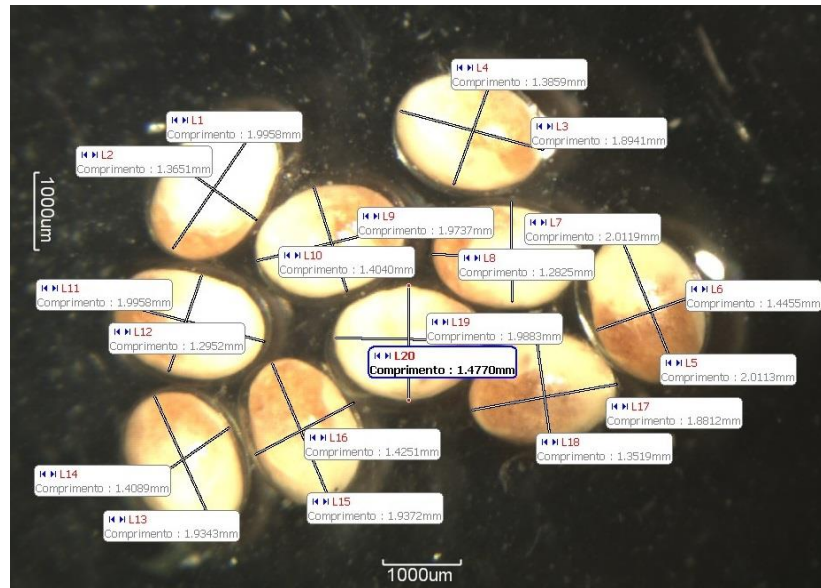 L4
Comprimento : 1.3859mm
L1
Comprimento : 1.9958mm
L3
Comprimento : 1.8941mm
L2
Comprimento : 1.3651mm
1000um
L9
Comprimento : 1.9737mm
L7
Comprimento : 2.0119mm
L10
Comprimento : 1.4040mm
L8
Comprimento : 1.2825mm
L11
Comprimento : 1.9958mm
L6
Comprimento : 1.4455mm
L12
Comprimento : 1.2952mm
L19
Comprimento : 1.9883mm
L20
Comprimento : 1.4770mm
L5
Comprimento : 2.0113mm
L17
Comprimento : 1.8812mm
L16
Comprimento : 1.4251mm
L18
Comprimento : 1.3519mm
L14
Comprimento : 1.4089mm
L15
Comprimento : 1.9372mm
L13
Comprimento : 1.9343mm
1000um